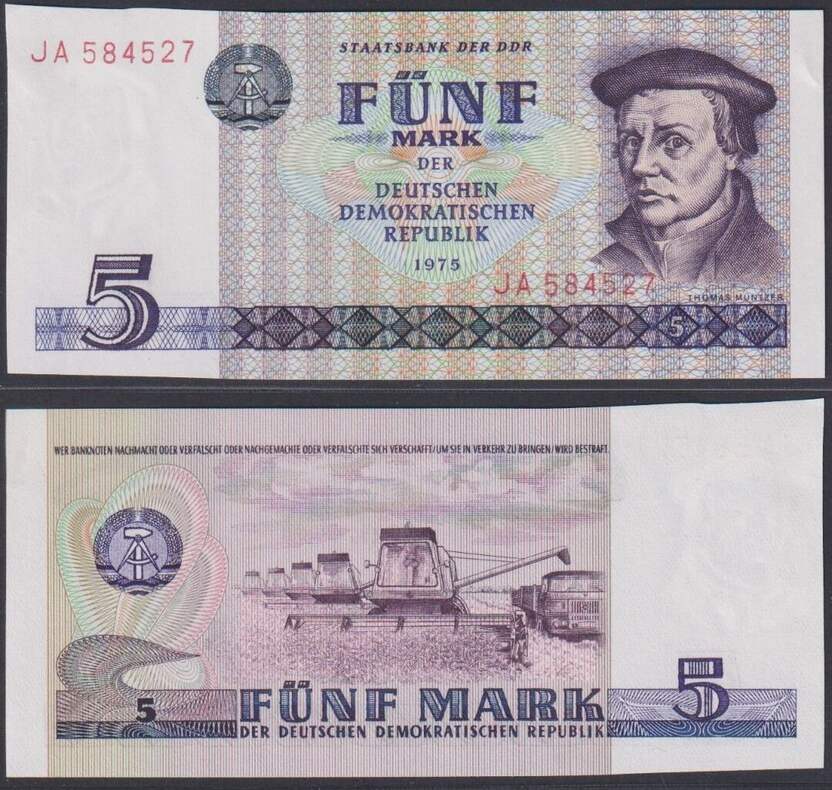 JA 584527
STAATSBANK DER DDR
FÜNF
MARK
DER
DEUTSCHEN
DEMOKRATISCHEN
REPUBLIK
1975
JA 584527
THOMAS MÜNTZER
5
5
WER BANKNOTEN NACHMACHT ODER VERFÄLSCHT ODER NACHGEMACHTE ODER VERFÄLSCHTE SICH VERSCHAFFT/UM SIE IN VERKEHR ZU BRINGEN/WIRD BESTRAFT.
5
FÜNF MARK
5
DER DEUTSCHEN DEMOKRATISCHEN REPUBLIK